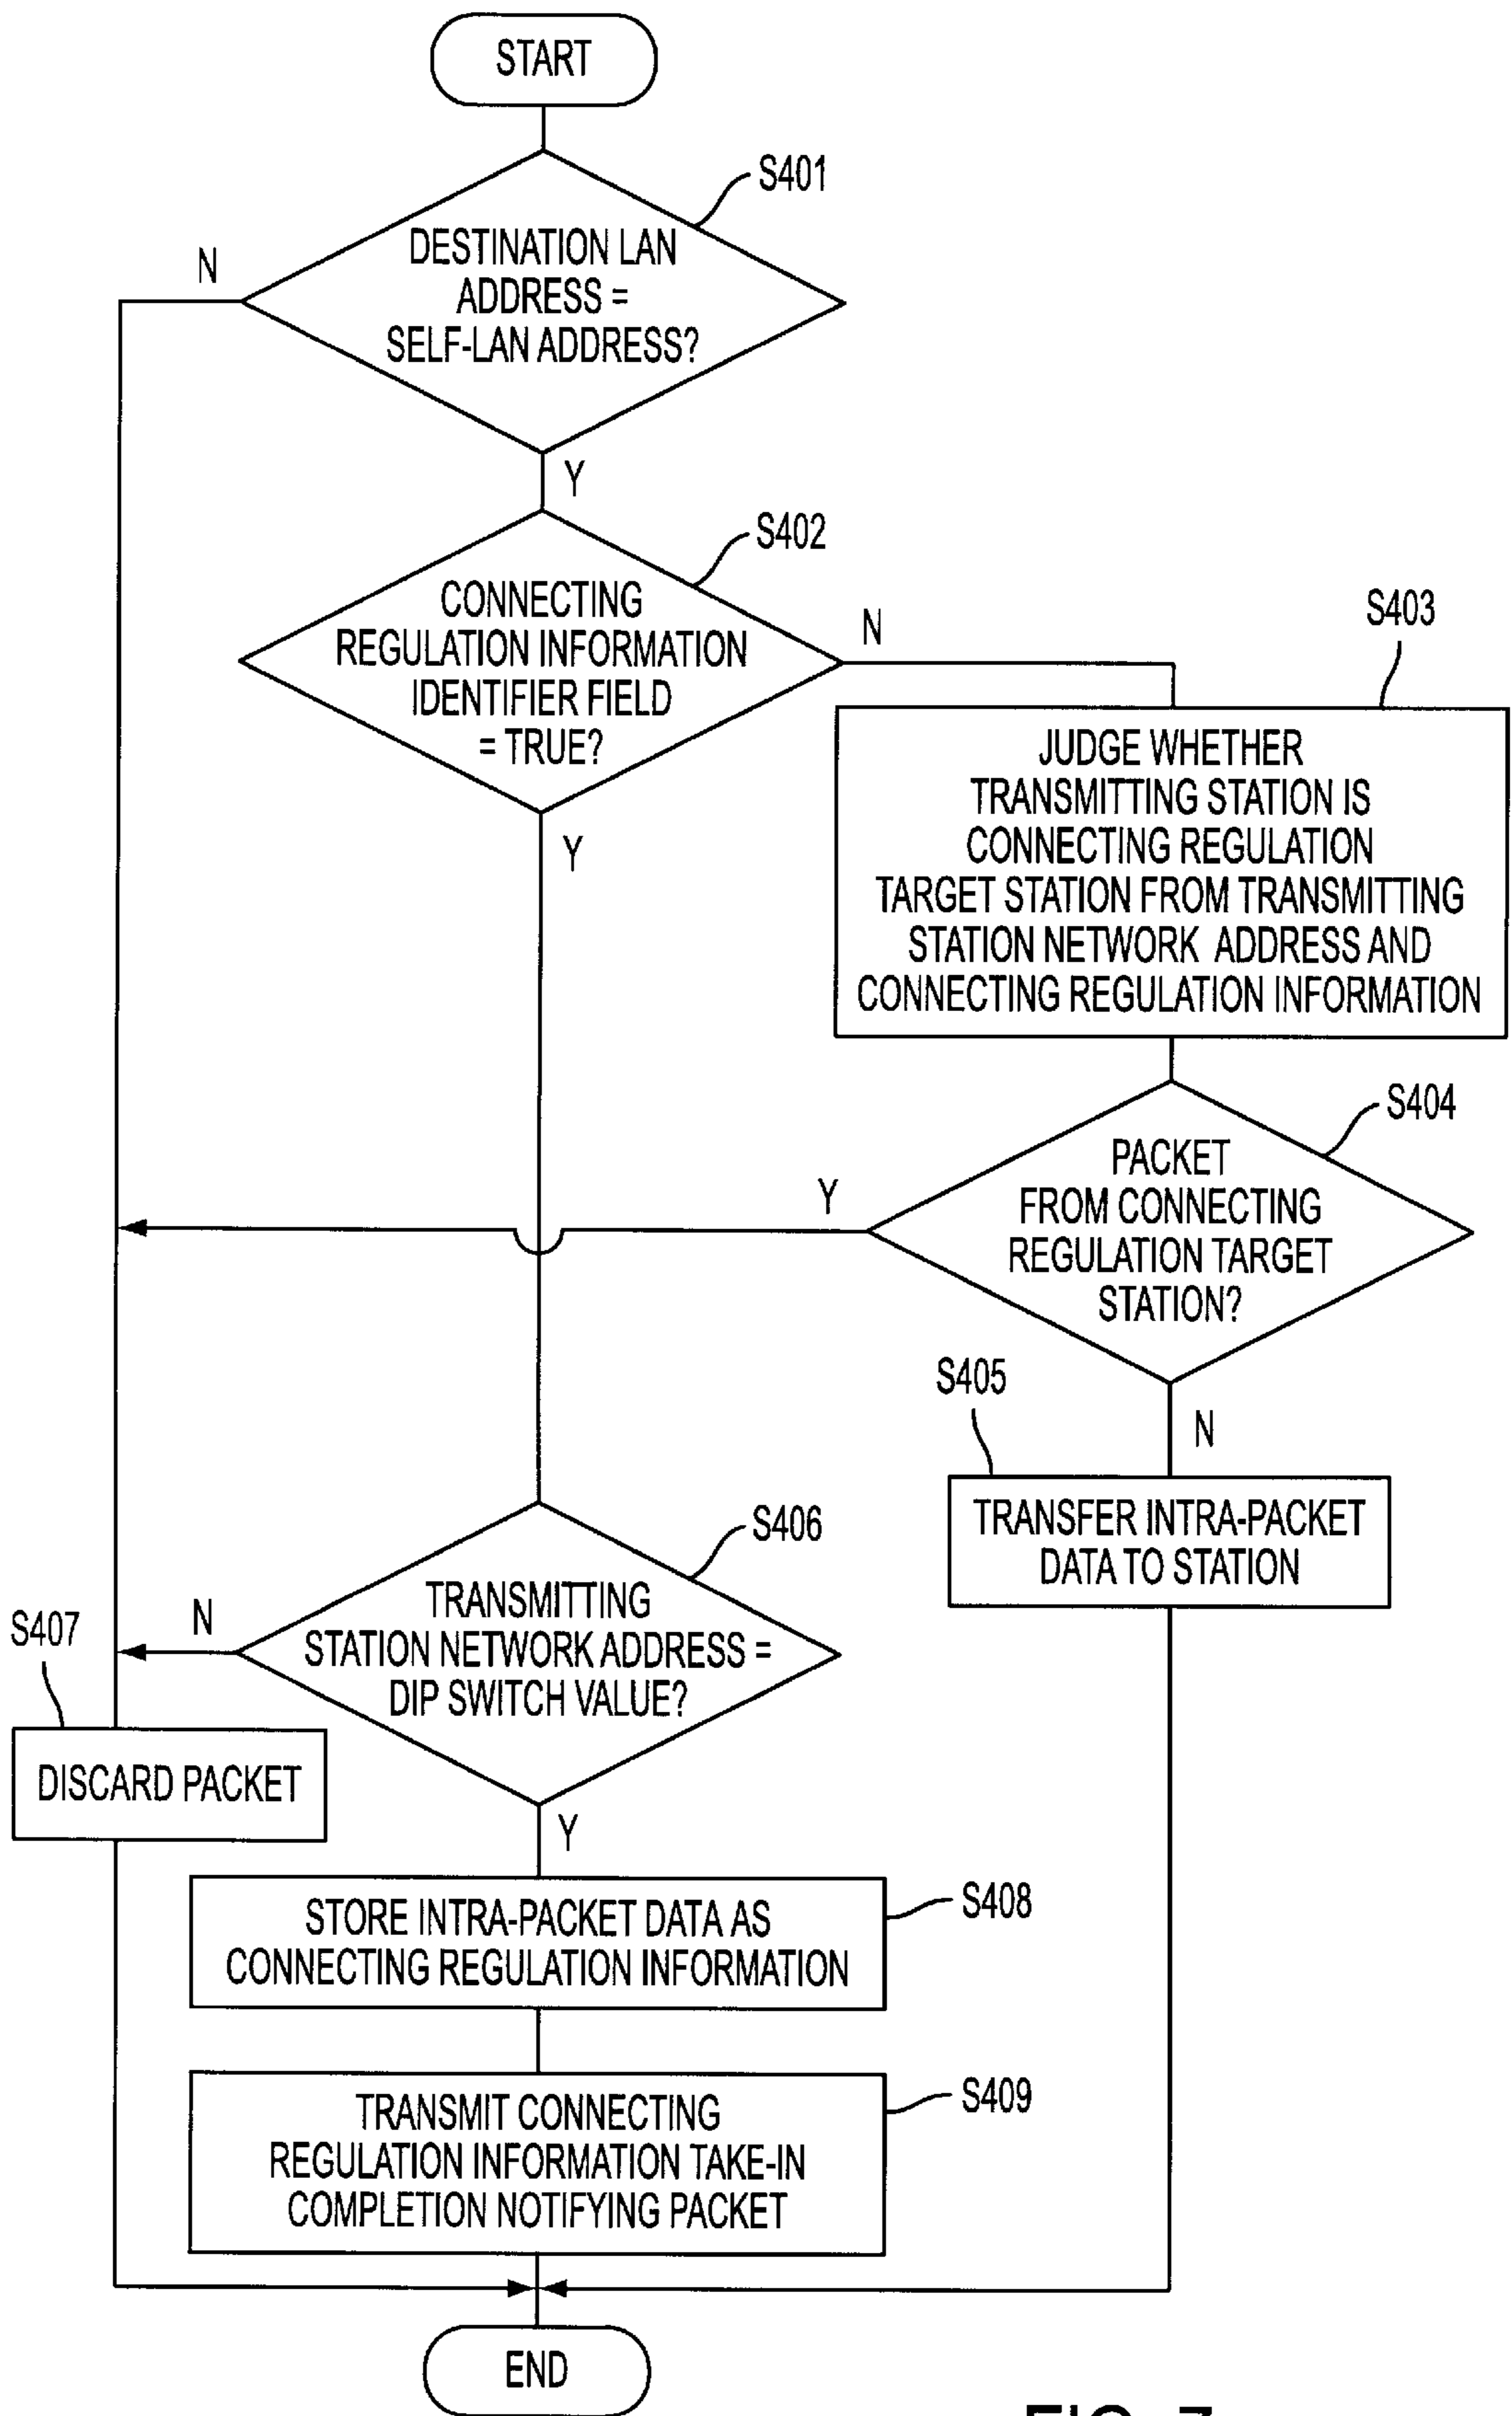 START
S401
N
DESTINATION LAN
ADDRESS =
SELF-LAN ADDRESS?
Y
S402
CONNECTING
REGULATION INFORMATION
IDENTIFIER FIELD
= TRUE?
N
Y
S403
JUDGE WHETHER
TRANSMITTING STATION IS
CONNECTING REGULATION
TARGET STATION FROM TRANSMITTING
STATION NETWORK ADDRESS AND
CONNECTING REGULATION INFORMATION
S404
PACKET
FROM CONNECTING
REGULATION TARGET
STATION?
Y
N
S405
TRANSFER INTRA-PACKET
DATA TO STATION
S406
TRANSMITTING
STATION NETWORK ADDRESS =
DIP SWITCH VALUE?
N
S407
DISCARD PACKET
Y
STORE INTRA-PACKET DATA AS
CONNECTING REGULATION INFORMATION
S408
TRANSMIT CONNECTING
REGULATION INFORMATION TAKE-IN
COMPLETION NOTIFYING PACKET
S409
END